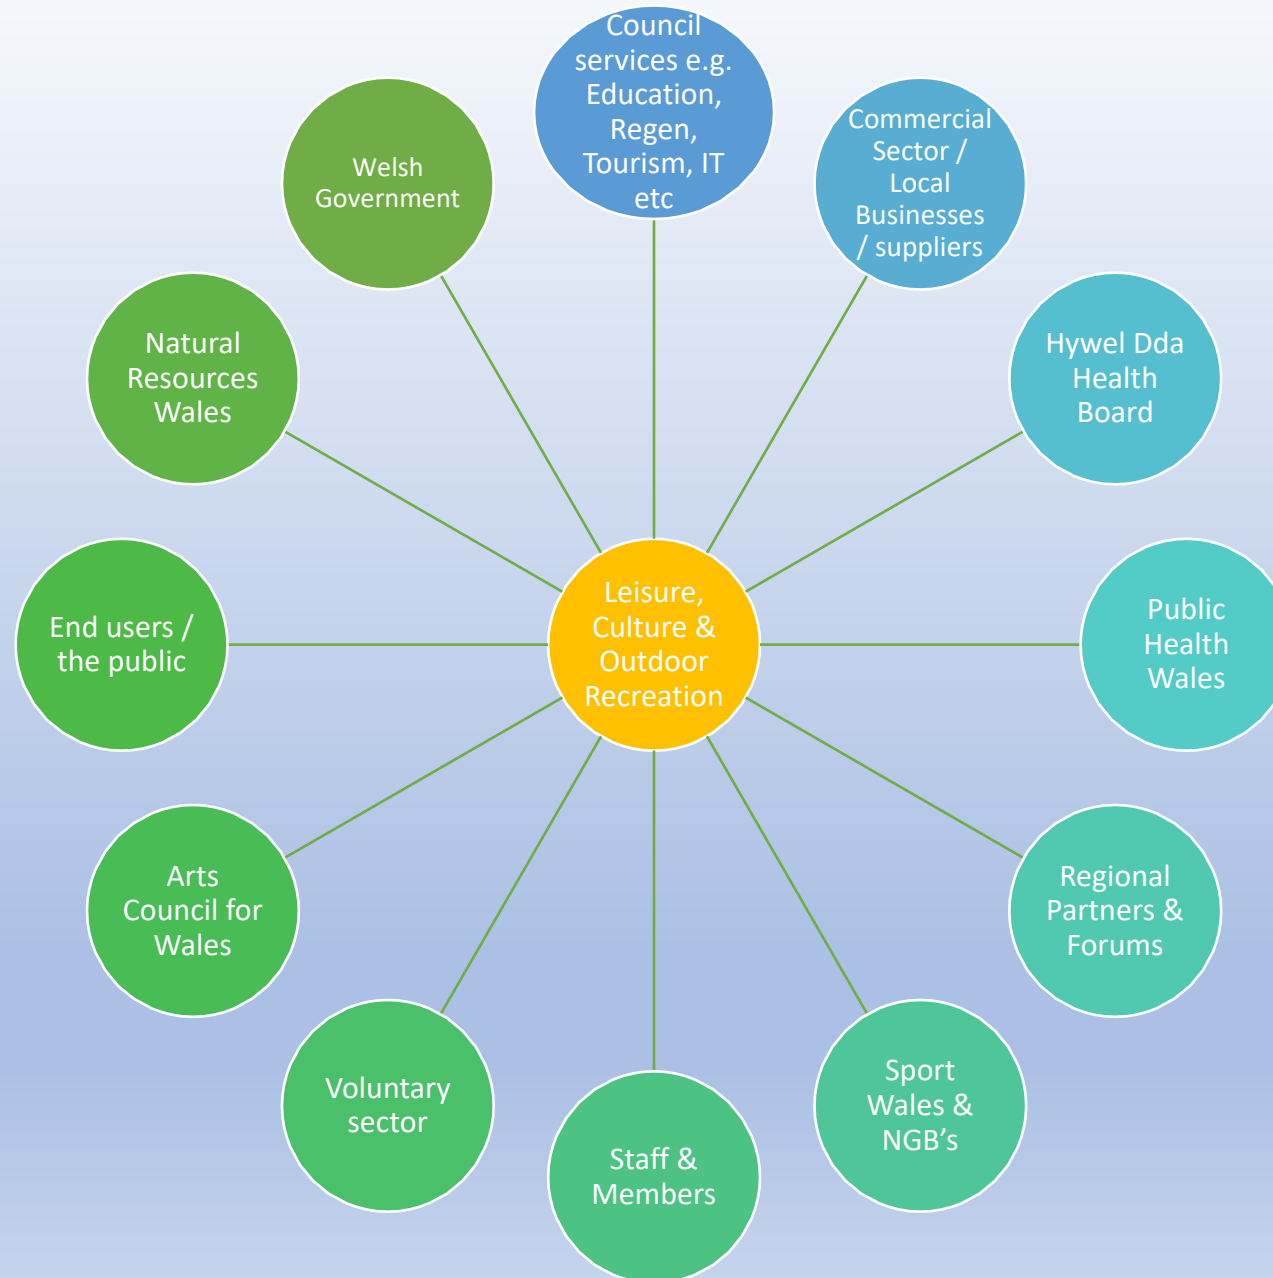 Council
services e.g.
Education,
Regen,
Tourism, IT
etc
Commercial
Sector /
Local
Businesses
/ suppliers
Hywel Dda
Health
Board
Public
Health
Wales
Regional
Partners &
Forums
Sport
Wales &
NGB’s
Staff &
Members
Voluntary
sector
Arts
Council for
Wales
End users /
the public
Natural
Resources
Wales
Welsh
Government
Leisure,
Culture &
Outdoor
Recreation